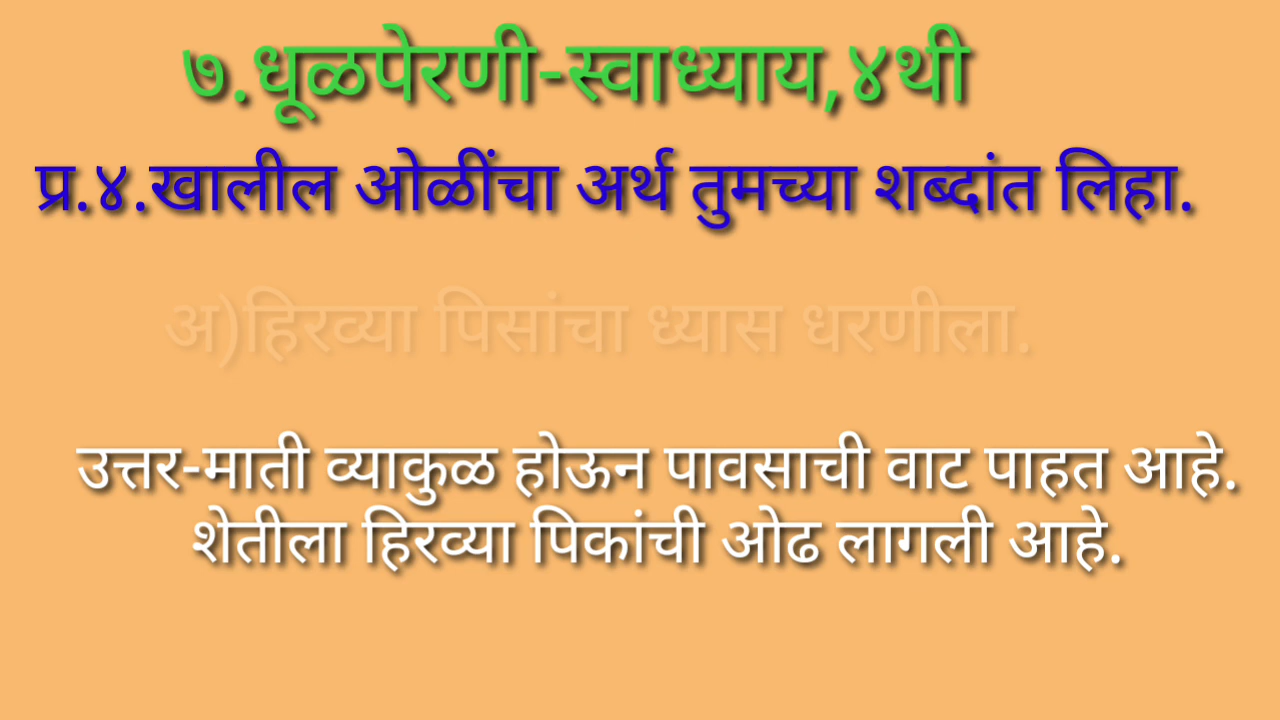 ७.धूळपेरणी-स्वाध्याय,४थी
प्र.४.खालील ओळींचा अर्थ तुमच्या शब्दांत लिहा.
अ)हिरव्या पिसांचा ध्यास धरणीला.
उत्तर-माती व्याकुळ होऊन पावसाची वाट पाहत आहे.
शेतीला हिरव्या पिकांची ओढ लागली आहे.